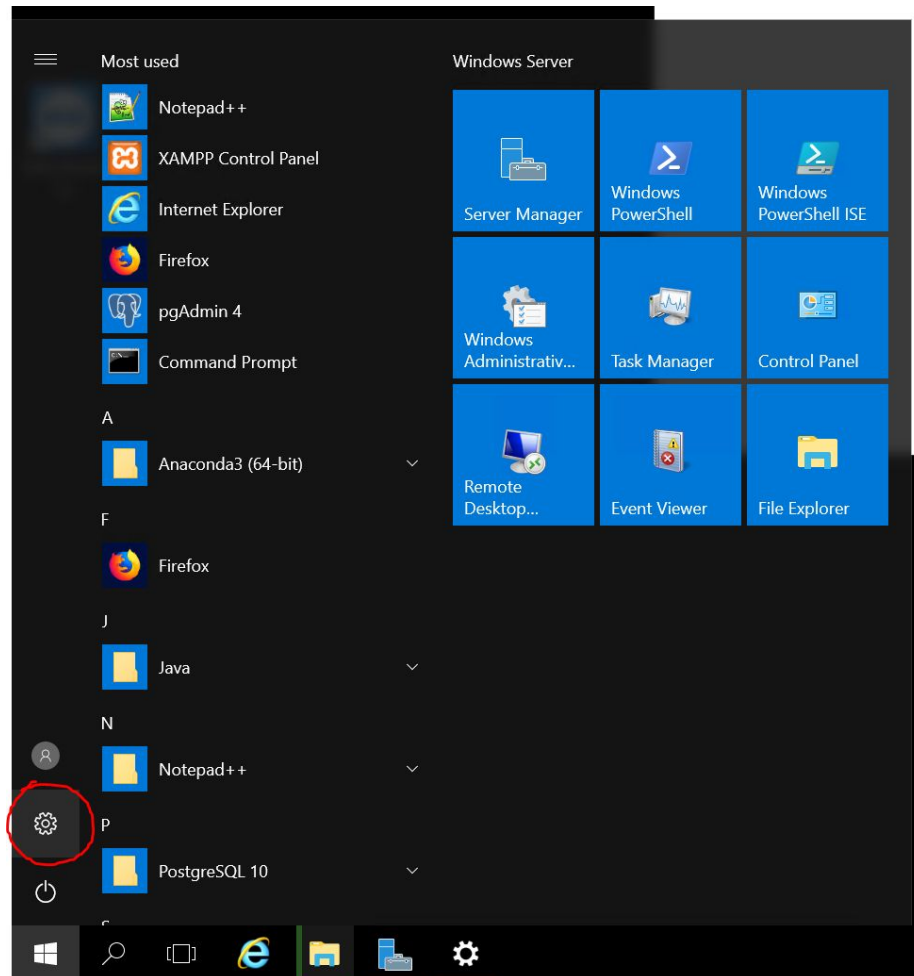 Most used
Notepad++
XAMPP Control Panel
Internet Explorer
Firefox
pgAdmin 4
Command Prompt
A
Anaconda3 (64-bit)
F
Firefox
J
Java
N
Notepad++
P
PostgreSQL 10
Windows Server
Server Manager
Windows
PowerShell
Windows
PowerShell ISE
Windows
Administrativ...
Task Manager
Control Panel
Remote
Desktop...
Event Viewer
File Explorer